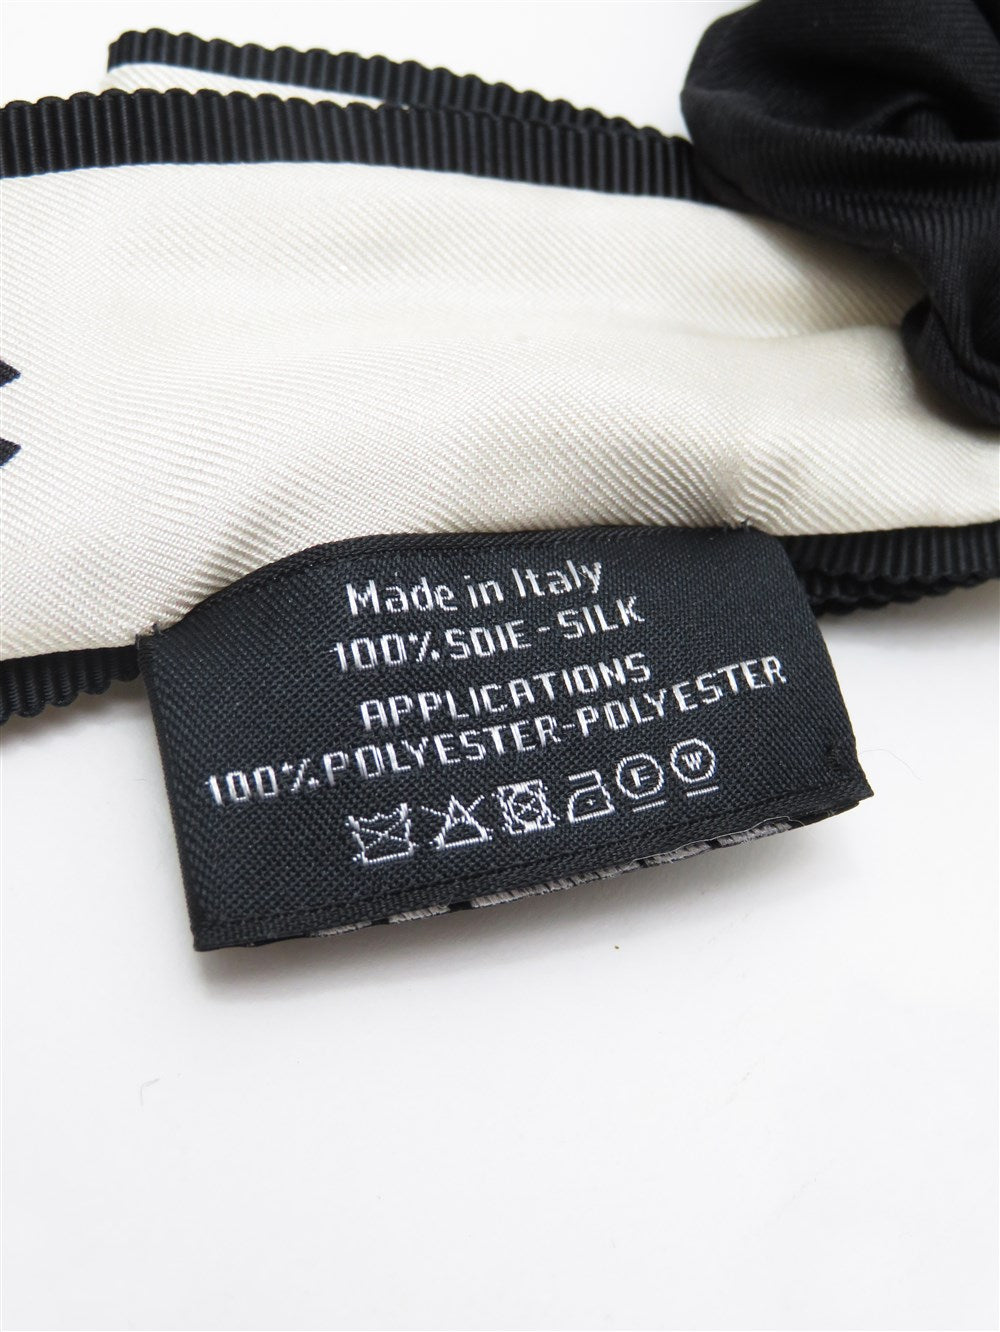 Made in Italy
100% SOIE - SILK
APPLICATIONS
100% POLYESTER-POLYESTER
F W